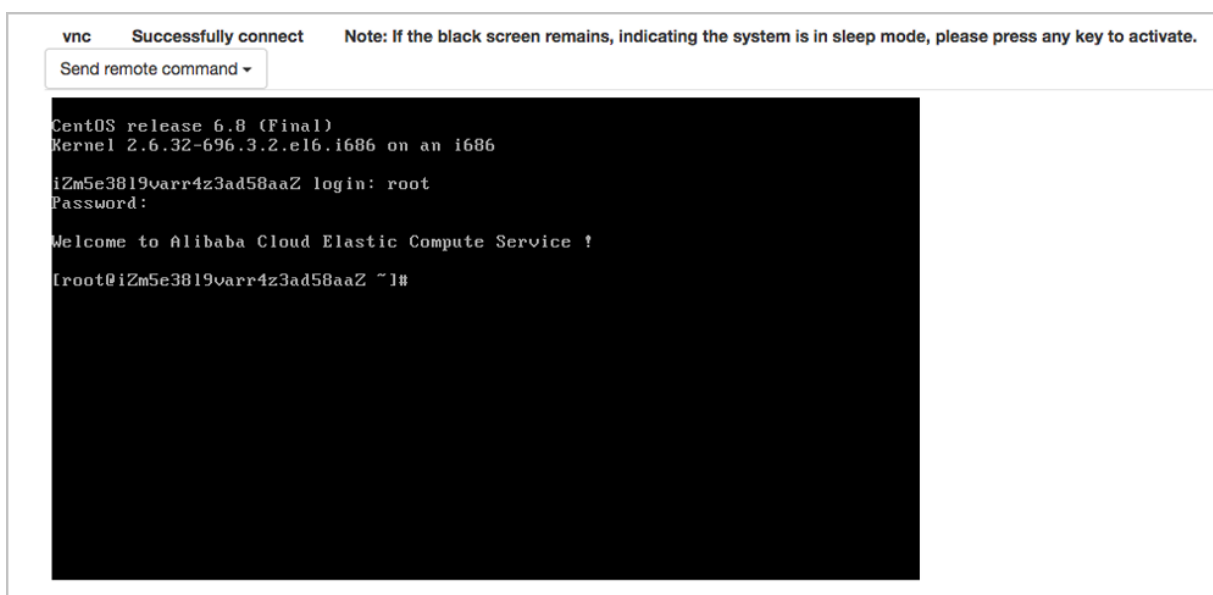 vnc Successfully connect Note: If the black screen remains, indicating the system is in sleep mode, please press any key to activate.
Send remote command
CentOS release 6.8 (Final)
Kernel 2.6.32-696.3.2.el6.i686 on an i686
iZm5e38l9varr4z3ad58aaZ login: root
Password:
Welcome to Alibaba Cloud Elastic Compute Service !
[root@iZm5e38l9varr4z3ad58aaZ ~]#